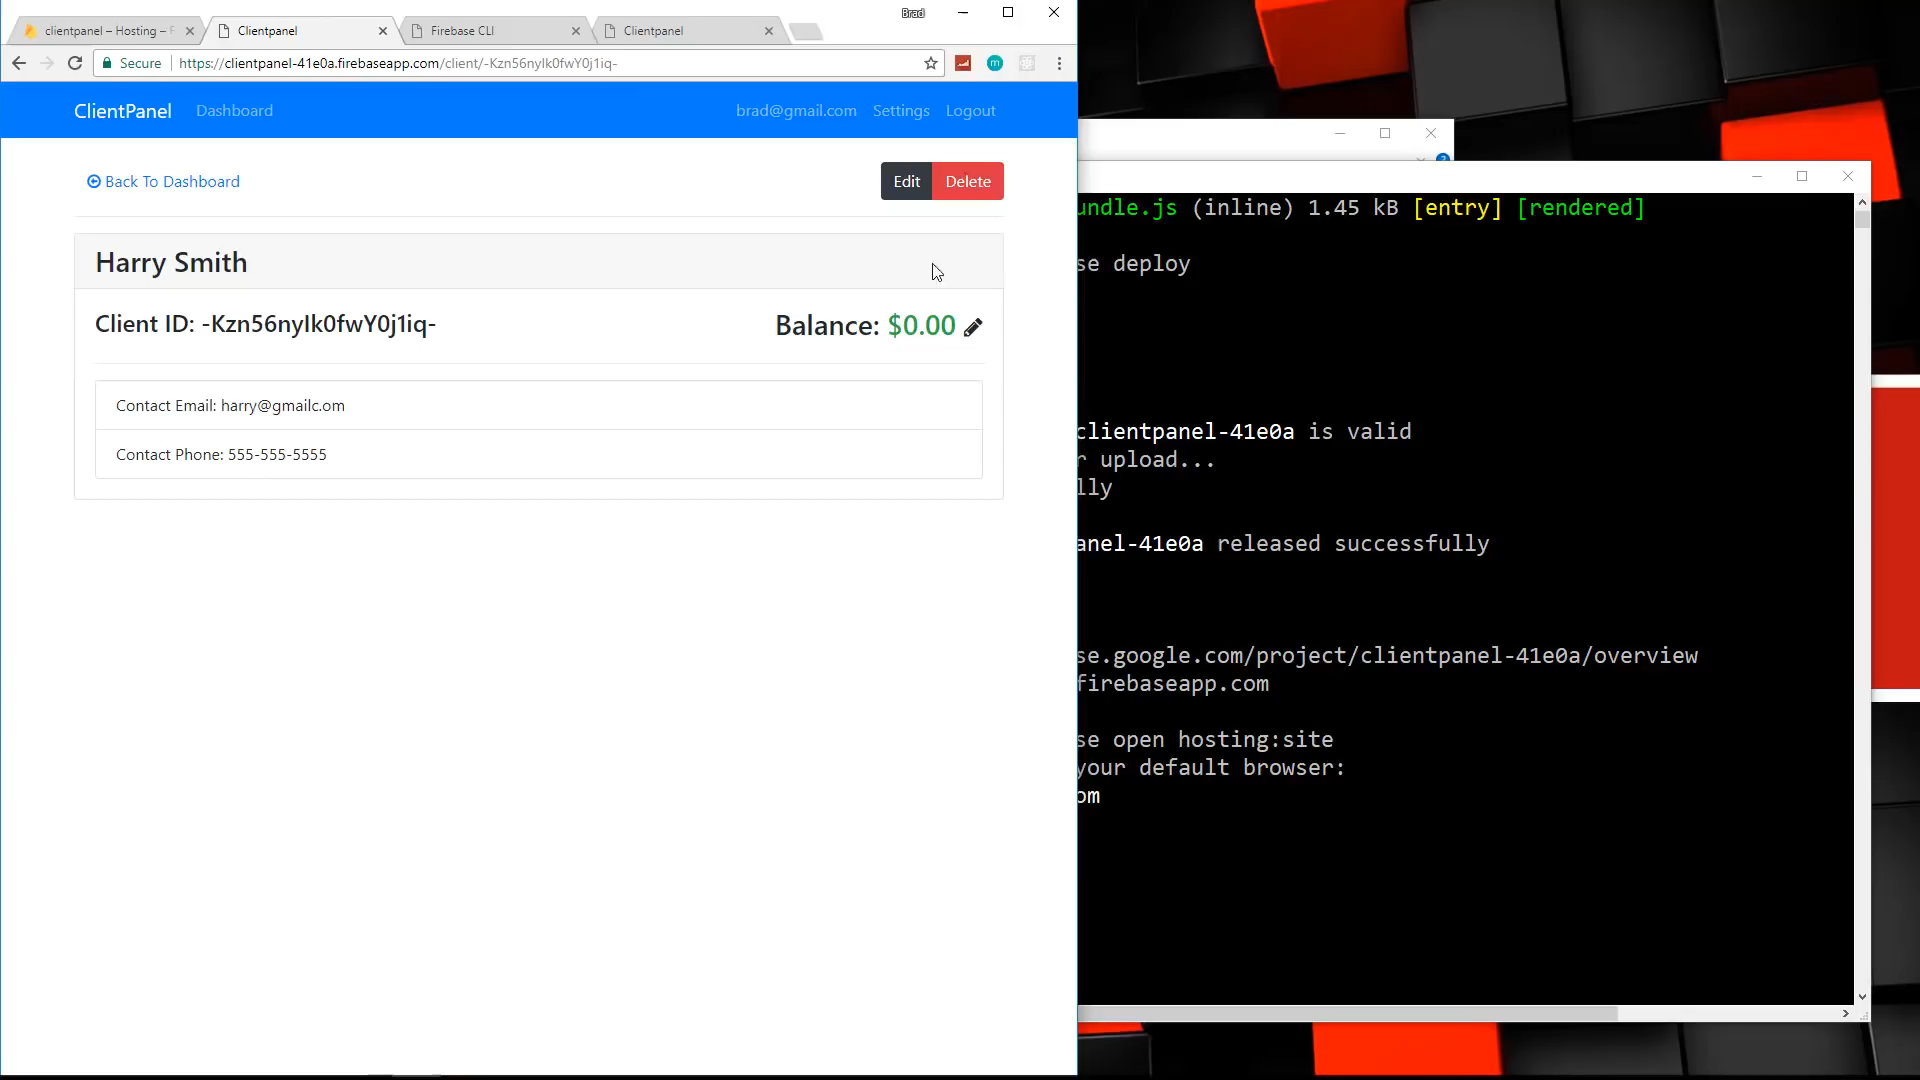 Brad
clientpanel – Hosting – F
Clientpanel
Firebase CLI
Clientpanel
Secure
https://clientpanel-41e0a.firebaseapp.com/client/-Kzn56nyIk0fwY0j1iq-
ClientPanel
Dashboard
brad@gmail.com
Settings
Logout
Back To Dashboard
Edit
Delete
Harry Smith
Client ID: -Kzn56nyIk0fwY0j1iq-
Balance: $0.00
Contact Email: harry@gmailc.om
Contact Phone: 555-555-5555
undle.js (inline) 1.45 kB [entry] [rendered]
se deploy
clientpanel-41e0a is valid
r upload...
lly
anel-41e0a released successfully
se.google.com/project/clientpanel-41e0a/overview
firebaseapp.com
se open hosting:site
your default browser:
om